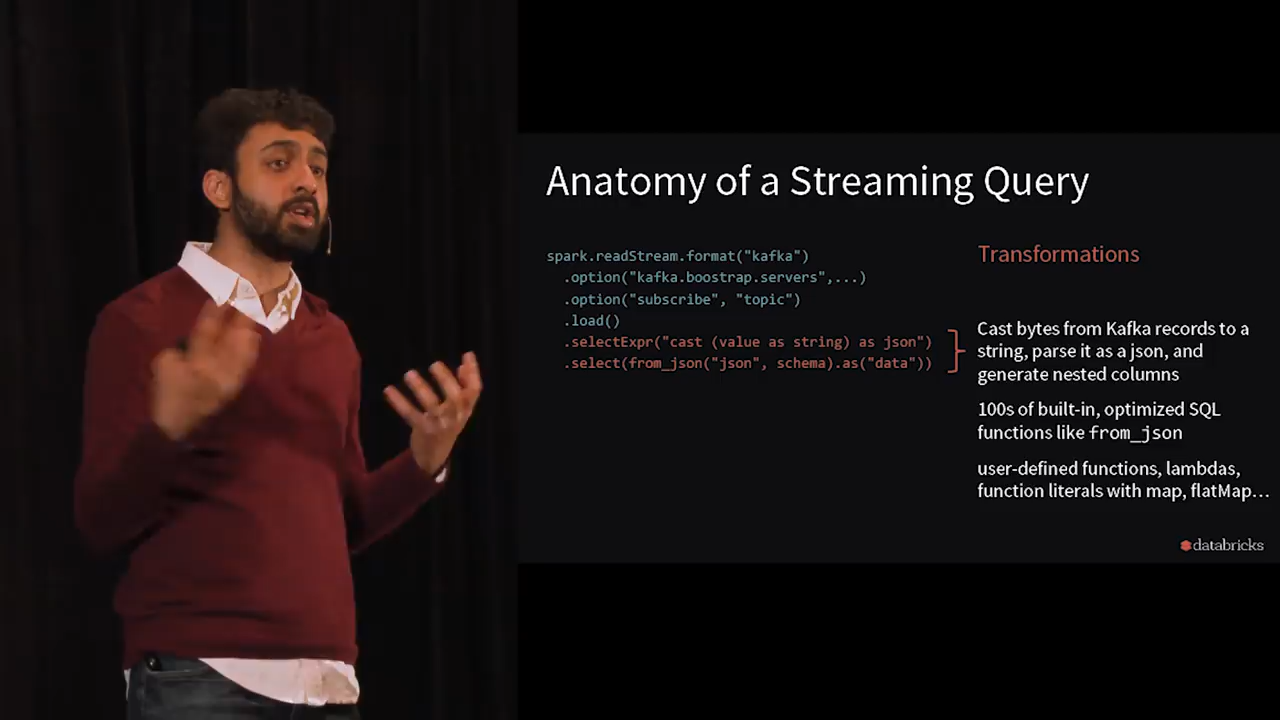 Anatomy of a Streaming Query
spark.readStream.format("kafka")
.option("kafka.boostrap.servers",...)
.option("subscribe", "topic")
.load()
.selectExpr("cast (value as string) as json")
.select(from_json("json", schema).as("data"))
Transformations
Cast bytes from Kafka records to a
string, parse it as a json, and
generate nested columns
100s of built-in, optimized SQL
functions like from_json
user-defined functions, lambdas,
function literals with map, flatMap…
databricks